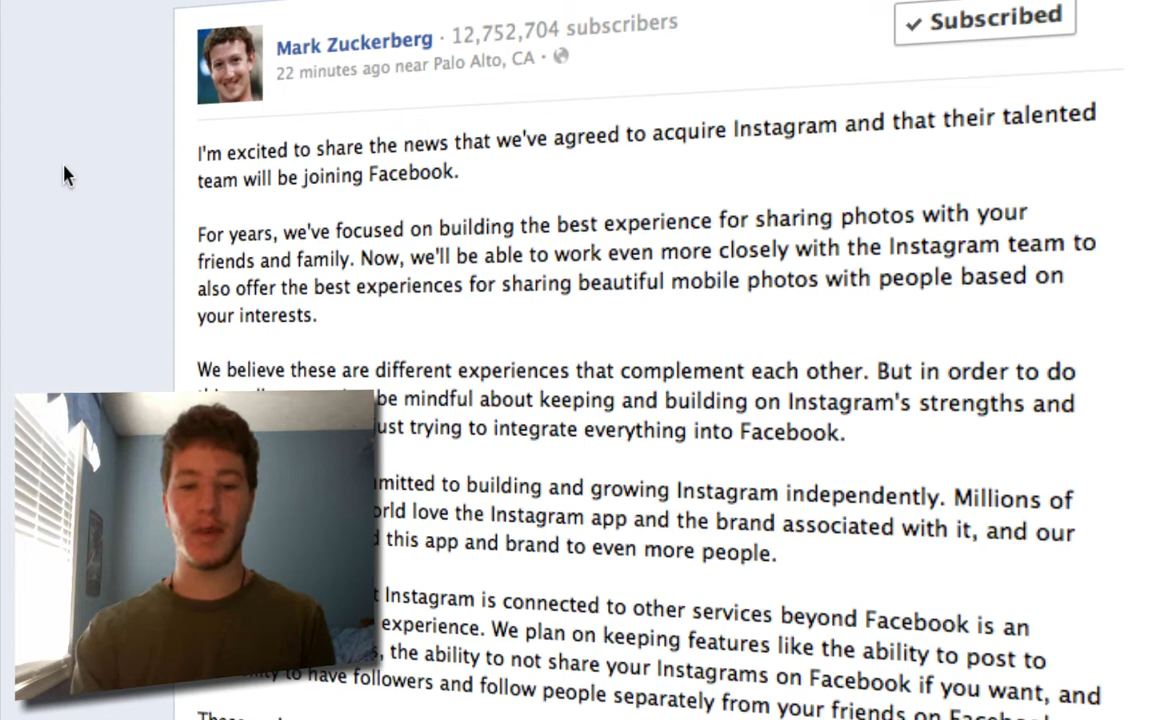 Mark Zuckerberg · 12,752,704 subscribers
✓ Subscribed
22 minutes ago near Palo Alto, CA ·
I'm excited to share the news that we've agreed to acquire Instagram and that their talented
team will be joining Facebook.
For years, we've focused on building the best experience for sharing photos with your
friends and family. Now, we'll be able to work even more closely with the Instagram team to
also offer the best experiences for sharing beautiful mobile photos with people based on
your interests.
We believe these are different experiences that complement each other. But in order to do
be mindful about keeping and building on Instagram's strengths and
just trying to integrate everything into Facebook.
mitted to building and growing Instagram independently. Millions of
orld love the Instagram app and the brand associated with it, and our
this app and brand to even more people.
Instagram is connected to other services beyond Facebook is an
experience. We plan on keeping features like the ability to post to
, the ability to not share your Instagrams on Facebook if you want, and
to have followers and follow people separately from your friends on